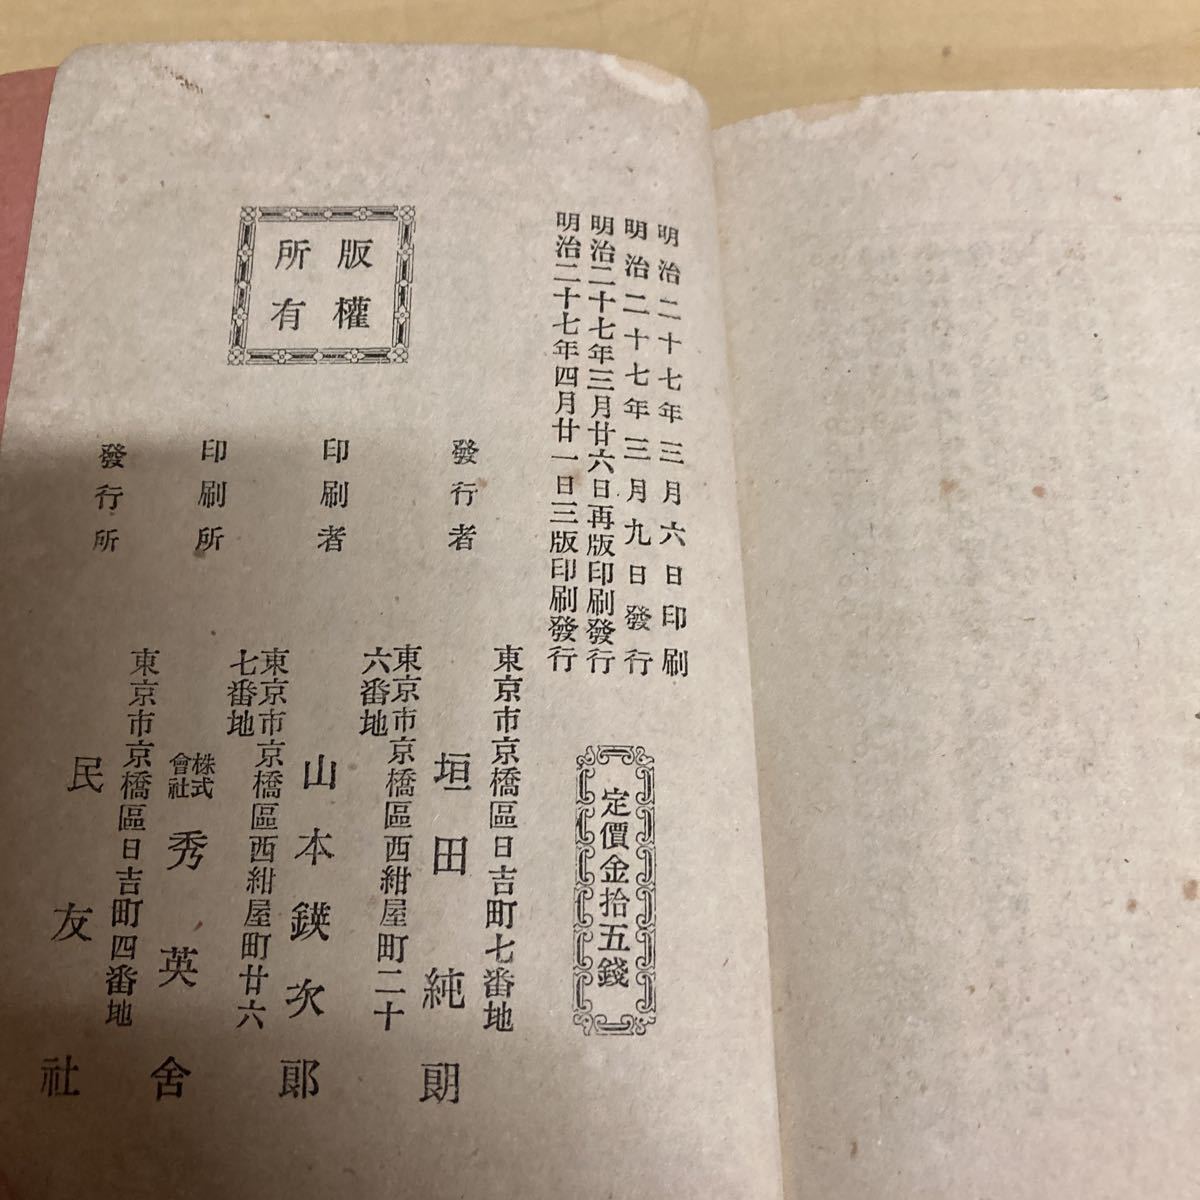 明治二十七年三月六日印刷
明治二十七年三月九日發行
明治二十七年三月廿六日再版印刷發行
明治二十七年四月廿一日三版印刷發行
定價金拾五錢
版權
所有
東京市京橋區日吉町七番地
發行者 垣田純朗
東京市京橋區西紺屋町二十
六番地
印刷者 山本鍈次郎
東京市京橋區西紺屋町廿六
七番地
印刷所 株式會社 秀英舍
東京市京橋區日吉町四番地
發行所 民友社